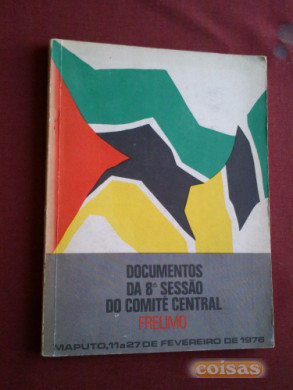 DOCUMENTOS
DA 8ª SESSÃO
DO COMITÉ CENTRAL
FRELIMO
MAPUTO, 11 a 27 DE FEVEREIRO DE 1976
coisas